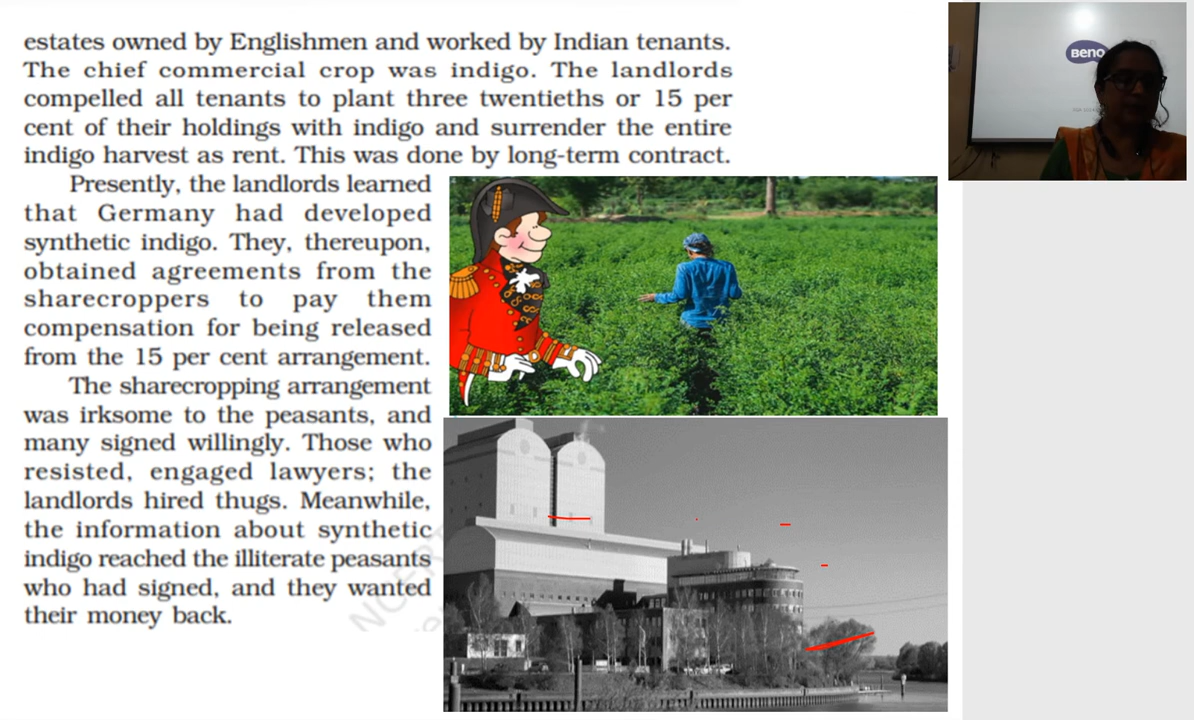 estates owned by Englishmen and worked by Indian tenants.
The chief commercial crop was indigo. The landlords
compelled all tenants to plant three twentieths or 15 per
cent of their holdings with indigo and surrender the entire
indigo harvest as rent. This was done by long-term contract.
Presently, the landlords learned
that Germany had developed
synthetic indigo. They, thereupon,
obtained agreements from the
sharecroppers to pay them
compensation for being released
from the 15 per cent arrangement.
The sharecropping arrangement
was irksome to the peasants, and
many signed willingly. Those who
resisted, engaged lawyers; the
landlords hired thugs. Meanwhile,
the information about synthetic
indigo reached the illiterate peasants
who had signed, and they wanted
their money back.
BenQ
NCERT